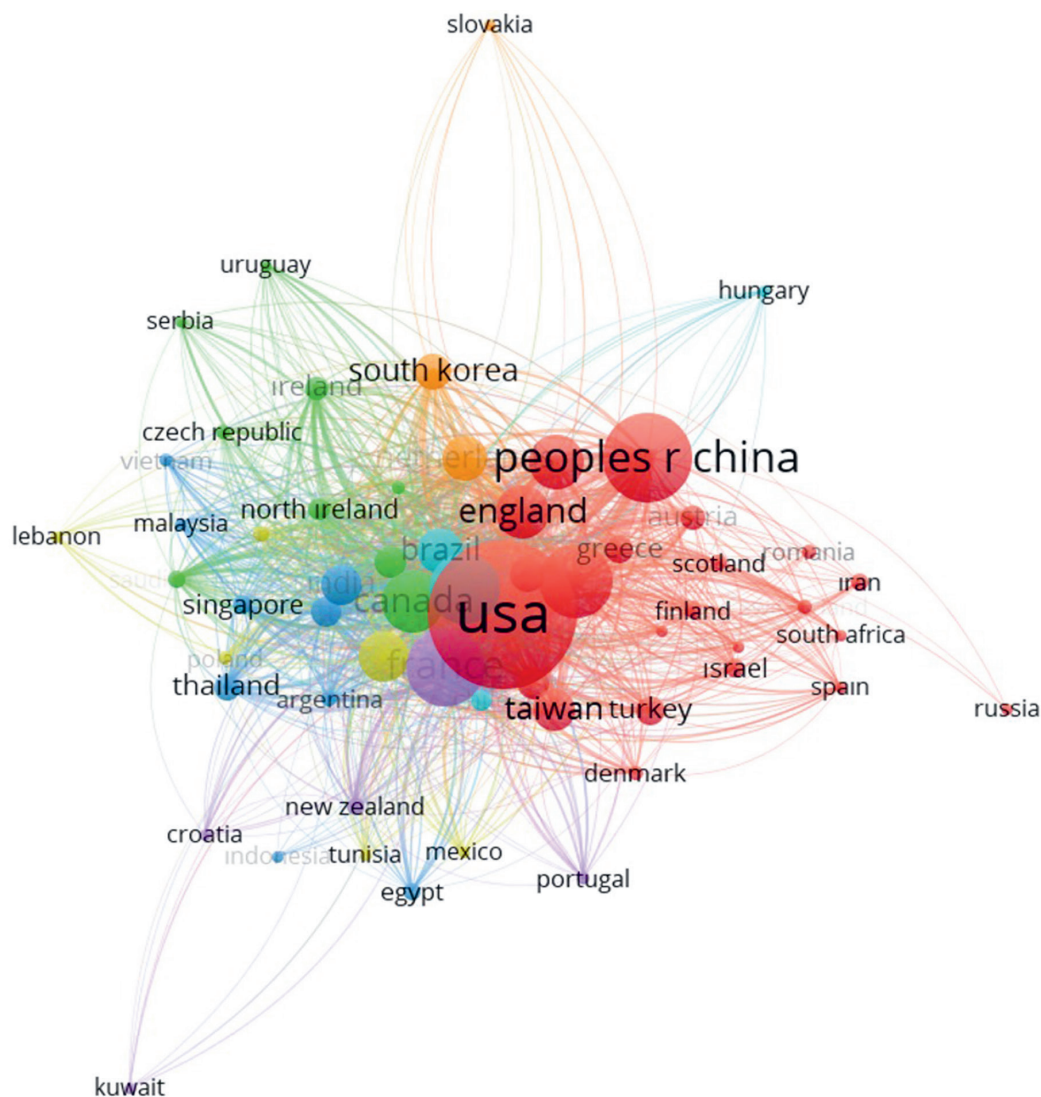 slovakia
uruguay
hungary
serbia
south korea
ireland
czech republic
vietnam
peoples r china
north ireland
england
malaysia
austria
lebanon
brazil
greece
romania
scotland
india
iran
singapore
canada
usa
finland
south africa
poland
france
israel
thailand
spain
argentina
taiwan
turkey
russia
denmark
new zealand
croatia
indonesia
tunisia
mexico
egypt
portugal
kuwait